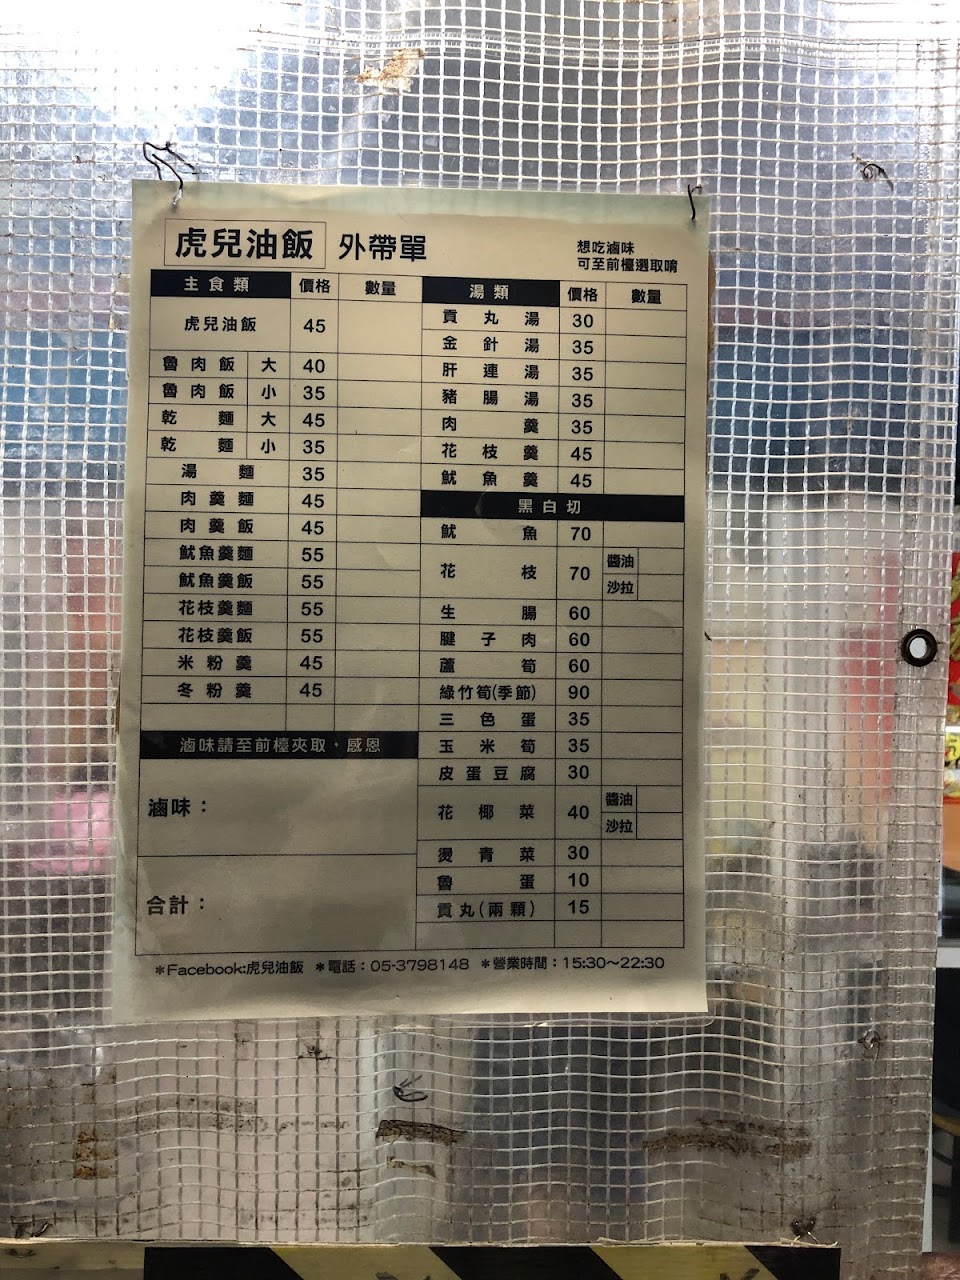 虎兒油飯 外帶單
想吃滷味
可至前檯選取唷
主食類 價格 數量
虎兒油飯 45
魯肉飯 大 40
魯肉飯 小 35
乾麵 大 45
乾麵 小 35
湯麵 35
肉羹麵 45
肉羹飯 45
魷魚羹麵 55
魷魚羹飯 55
花枝羹麵 55
花枝羹飯 55
米粉羹 45
冬粉羹 45
滷味請至前檯夾取,感恩
滷味:
合計:
湯類 價格 數量
貢丸湯 30
金針湯 35
肝連湯 35
豬腸湯 35
肉羹 35
花枝羹 45
魷魚羹 45
黑白切
魷魚 70
花枝 70 醬油
沙拉
生腸 60
腱子肉 60
蘆筍 60
綠竹筍(季節) 90
三色蛋 35
玉米筍 35
皮蛋豆腐 30
花椰菜 40 醬油
沙拉
燙青菜 30
魯蛋 10
貢丸(兩顆) 15
*Facebook:虎兒油飯 *電話:05-3798148 *營業時間:15:30~22:30